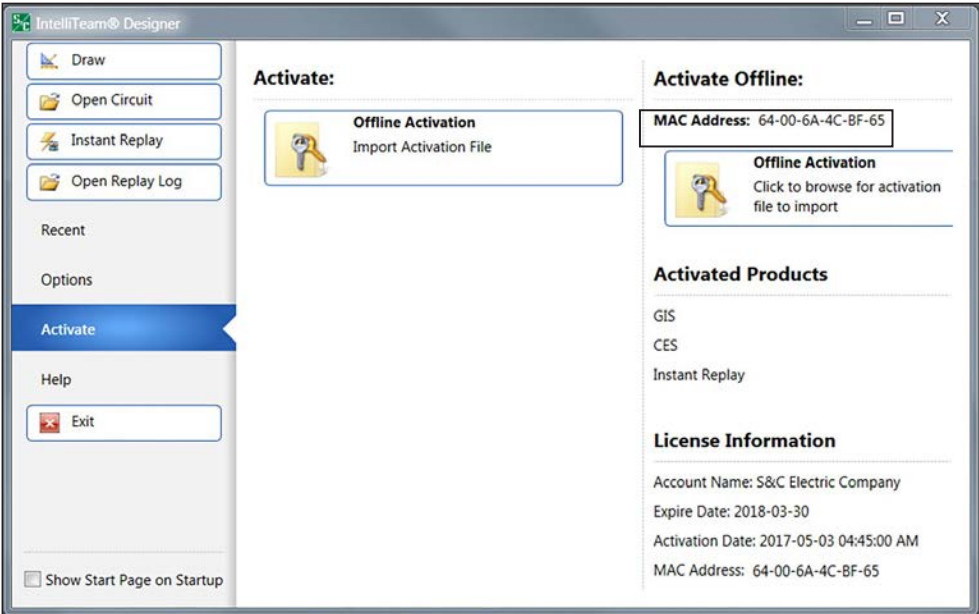 IntelliTeam® Designer
Draw
Open Circuit
Instant Replay
Open Replay Log
Recent
Options
Activate
Help
Exit
Show Start Page on Startup
Activate:
Offline Activation
Import Activation File
Activate Offline:
MAC Address: 64-00-6A-4C-BF-65
Offline Activation
Click to browse for activation
file to import
Activated Products
GIS
CES
Instant Replay
License Information
Account Name: S&C Electric Company
Expire Date: 2018-03-30
Activation Date: 2017-05-03 04:45:00 AM
MAC Address: 64-00-6A-4C-BF-65